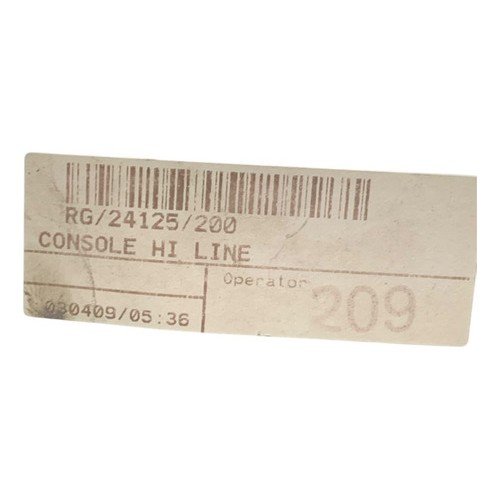 RG/24125/200
CONSOLE HI LINE
Operator
209
030409/05:36